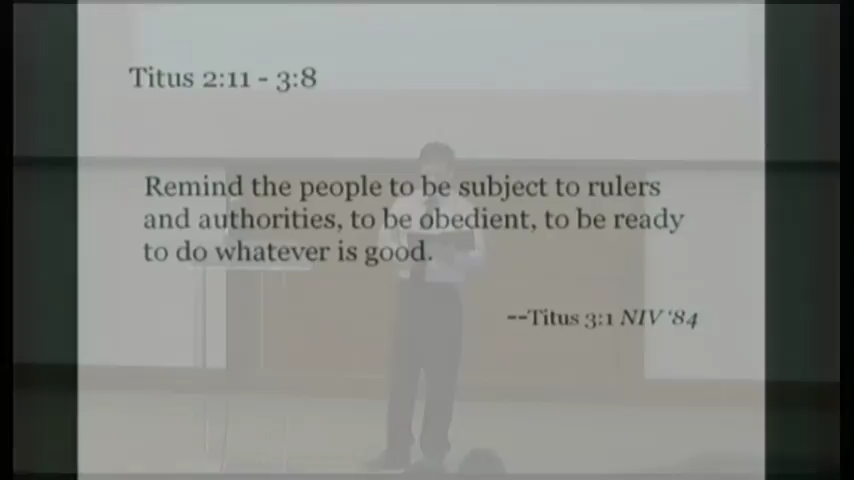 Titus 2:11 - 3:8
Remind the people to be subject to rulers
and authorities, to be obedient, to be ready
to do whatever is good.
--Titus 3:1 NIV ‘84